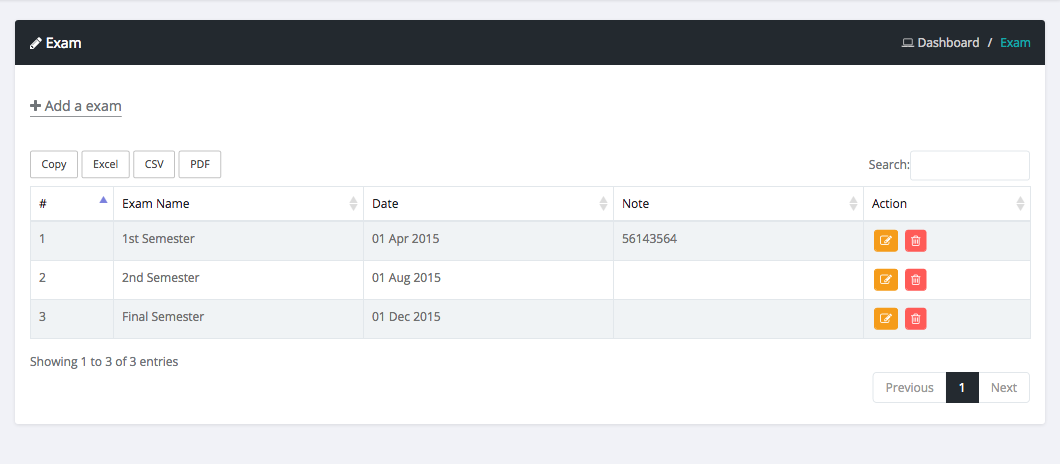 Exam
Dashboard / Exam
Add a exam
Copy Excel CSV PDF
Search:
# Exam Name Date Note Action
1 1st Semester 01 Apr 2015 56143564
2 2nd Semester 01 Aug 2015
3 Final Semester 01 Dec 2015
Showing 1 to 3 of 3 entries
Previous 1 Next